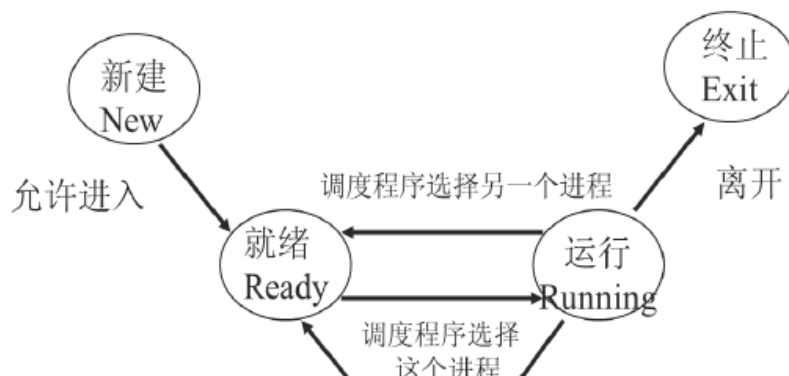 新建
New
终止
Exit
允许进入
调度程序选择另一个进程
离开
就绪
Ready
运行
Running
调度程序选择
这个进程